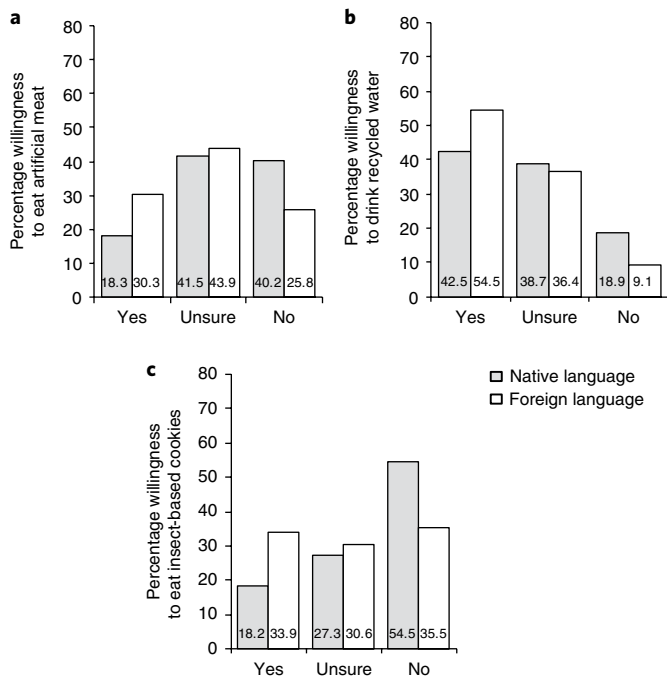 a
Percentage willingness
to eat artificial meat
80
70
60
50
40
30
20
10
0
18.3 30.3 41.5 43.9 40.2 25.8
Yes Unsure No
b
Percentage willingness
to drink recycled water
80
70
60
50
40
30
20
10
0
42.5 54.5 38.7 36.4 18.9 9.1
Yes Unsure No
c
Percentage willingness
to eat insect-based cookies
80
70
60
50
40
30
20
10
0
18.2 33.9 27.3 30.6 54.5 35.5
Yes Unsure No
Native language
Foreign language